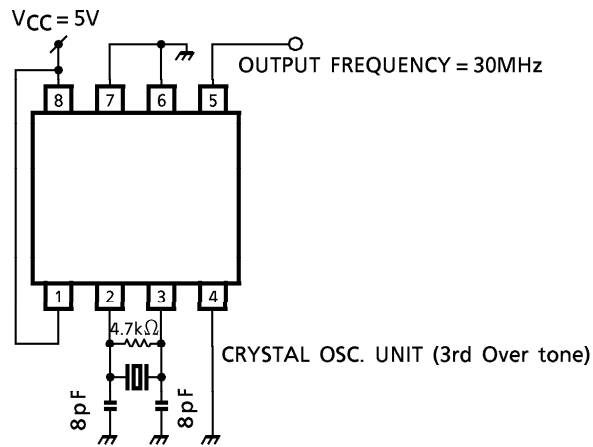 VCC = 5V
OUTPUT FREQUENCY = 30MHz
8 7 6 5
1 2 3 4
4.7kΩ
CRYSTAL OSC. UNIT (3rd Over tone)
8pF 8pF